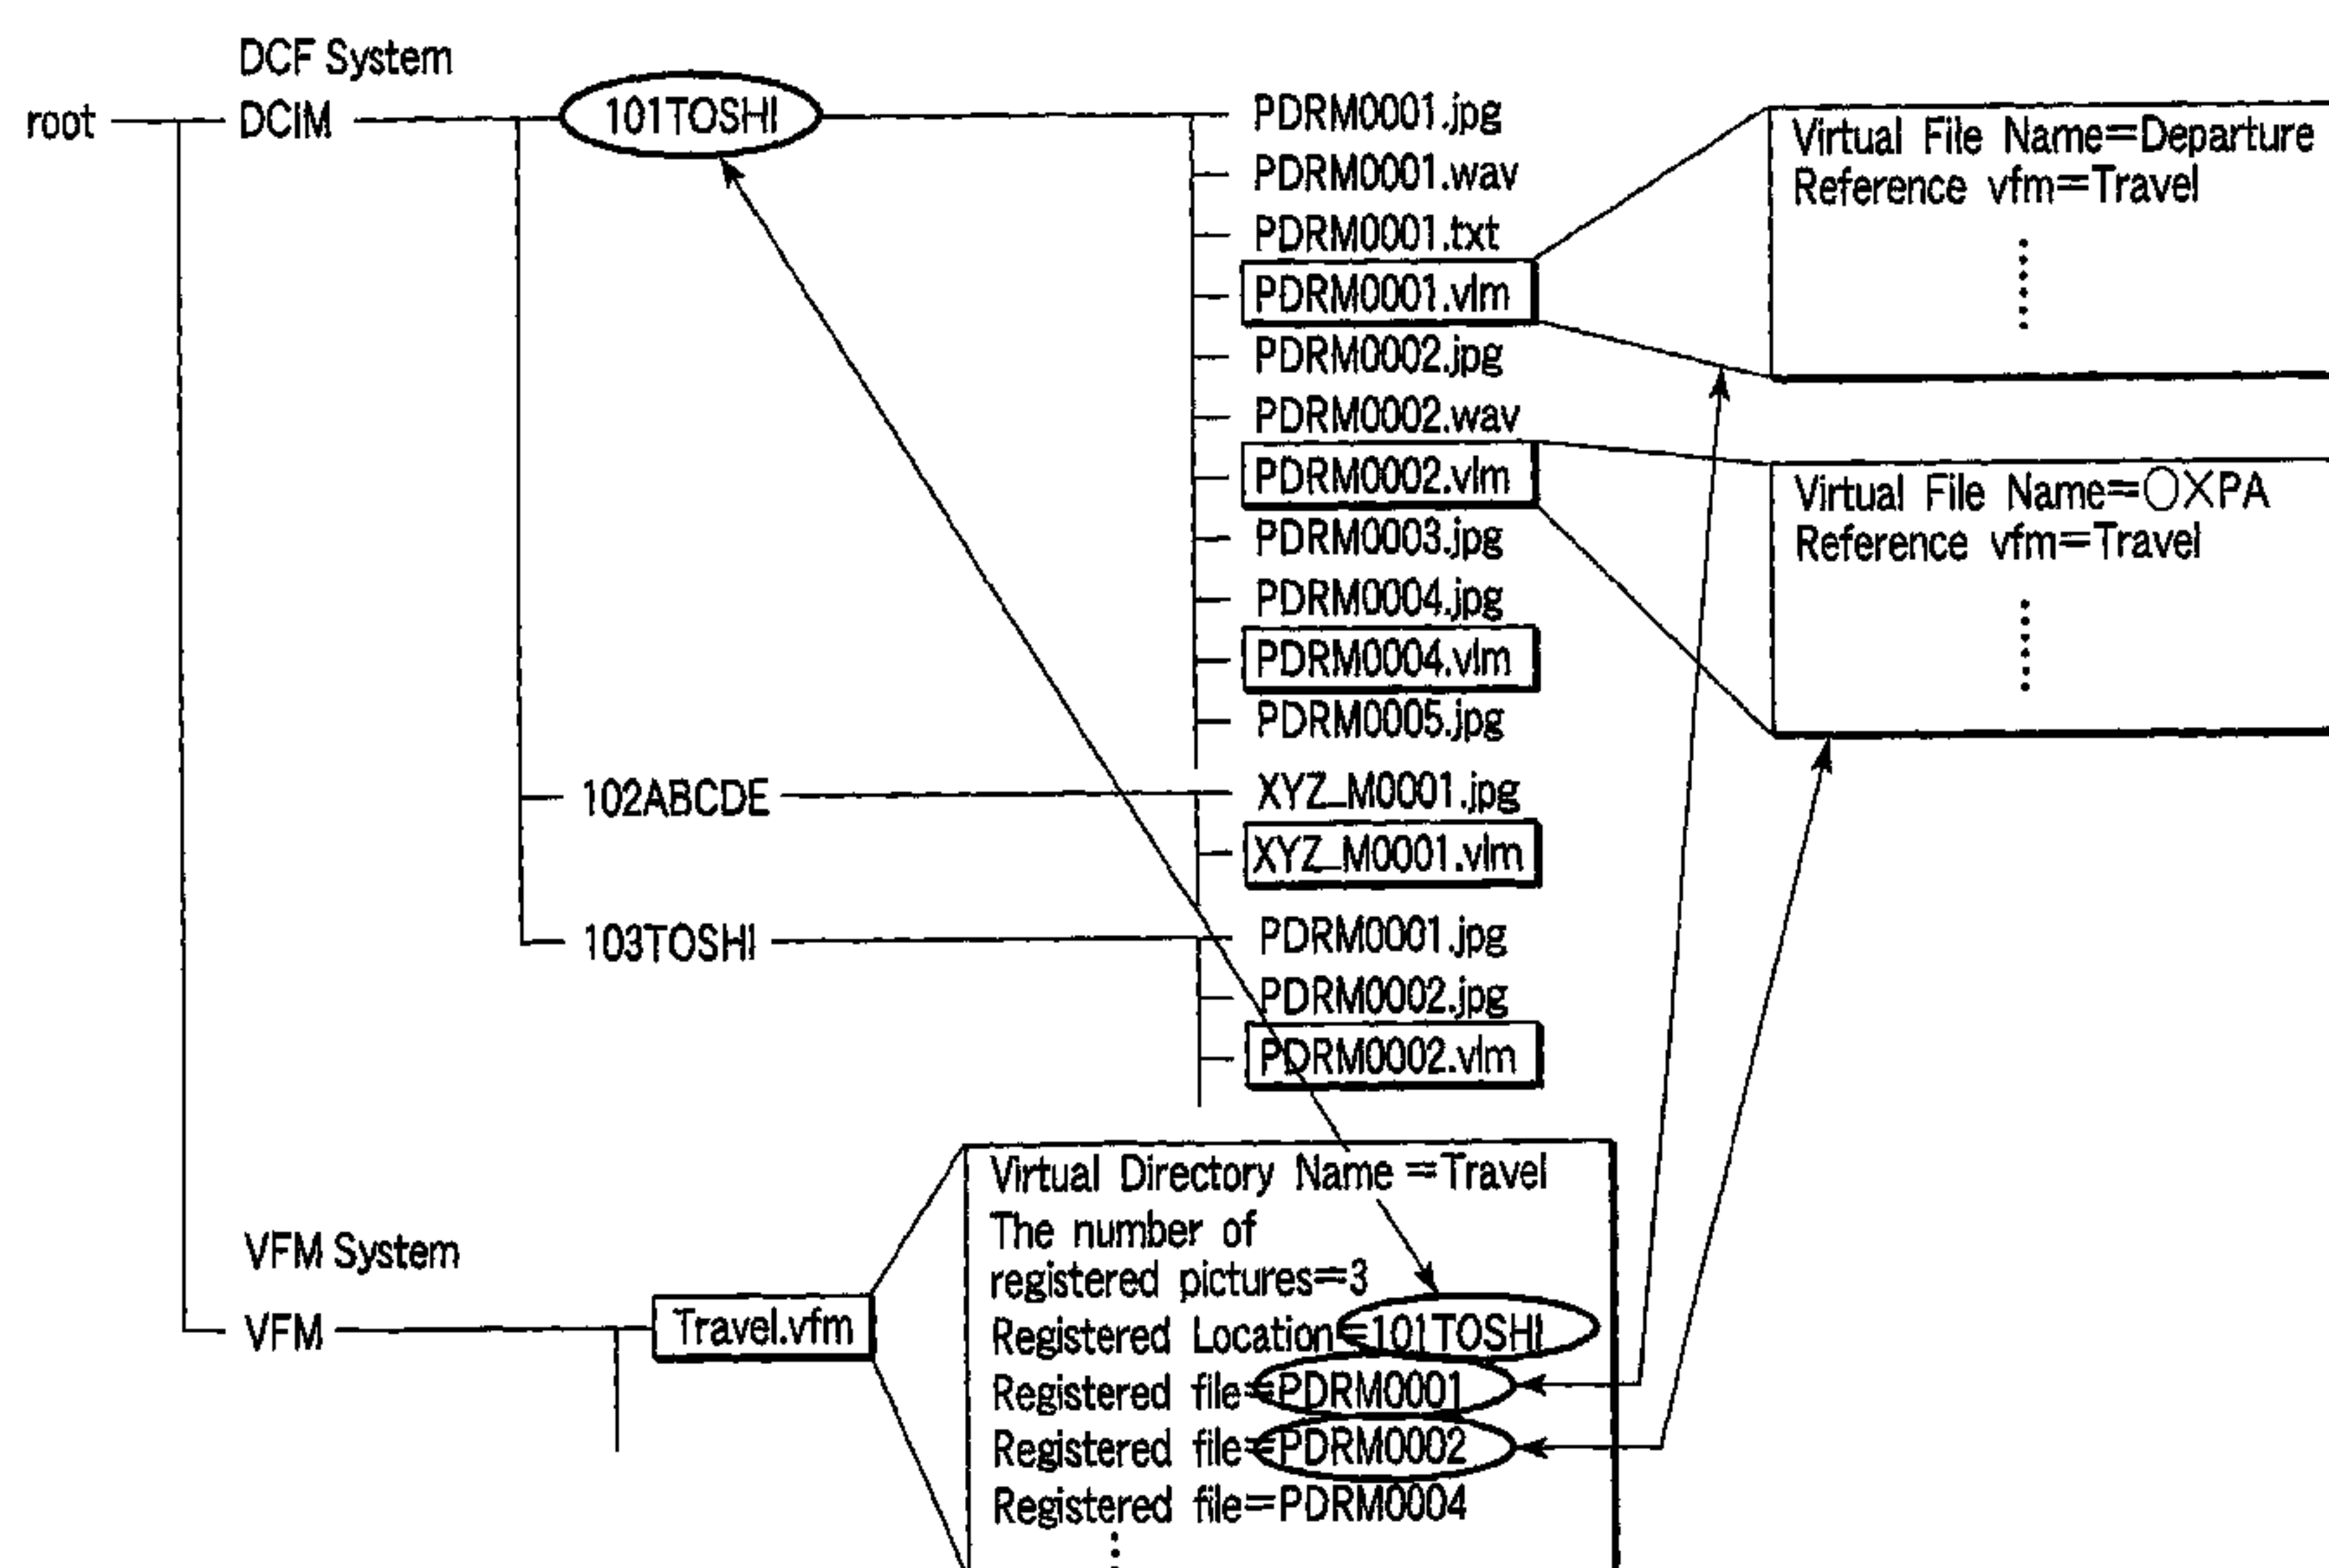 DCF System
root
DCIM
101TOSHI
PDRM0001.jpg
PDRM0001.wav
PDRM0001.txt
PDRM0001.vlm
PDRM0002.jpg
PDRM0002.wav
PDRM0002.vlm
PDRM0003.jpg
PDRM0004.jpg
PDRM0004.vlm
PDRM0005.jpg
Virtual File Name=Departure
Reference vfm=Travel
Virtual File Name=○×PA
Reference vfm=Travel
102ABCDE
XYZ_M0001.jpg
XYZ_M0001.vlm
103TOSHI
PDRM0001.jpg
PDRM0002.jpg
PDRM0002.vlm
VFM System
VFM
Travel.vfm
Virtual Directory Name =Travel
The number of
registered pictures=3
Registered Location=101TOSHI
Registered file=PDRM0001
Registered file=PDRM0002
Registered file=PDRM0004